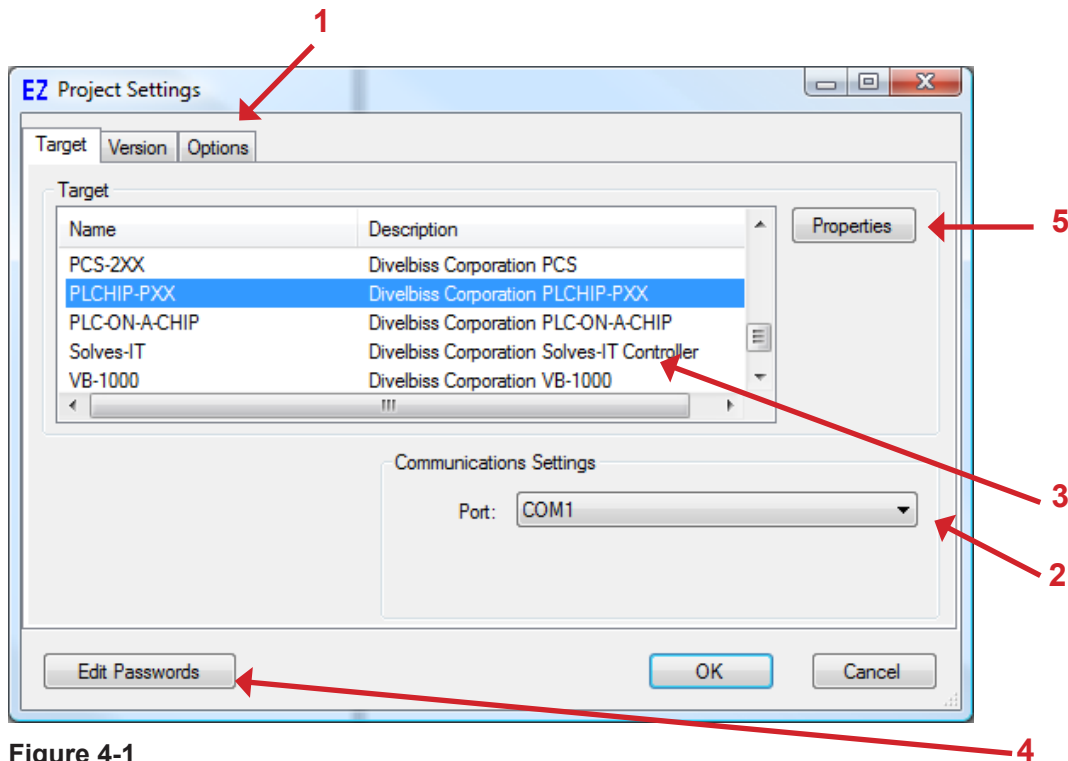 1
EZ Project Settings
Target Version Options
Target
Name Description
Properties
5
PCS-2XX Divelbiss Corporation PCS
PLCHIP-PXX Divelbiss Corporation PLCHIP-PXX
PLC-ON-A-CHIP Divelbiss Corporation PLC-ON-A-CHIP
Solves-IT Divelbiss Corporation Solves-IT Controller
VB-1000 Divelbiss Corporation VB-1000
Communications Settings
3
Port: COM1
2
Edit Passwords OK Cancel
4
Figure 4-1